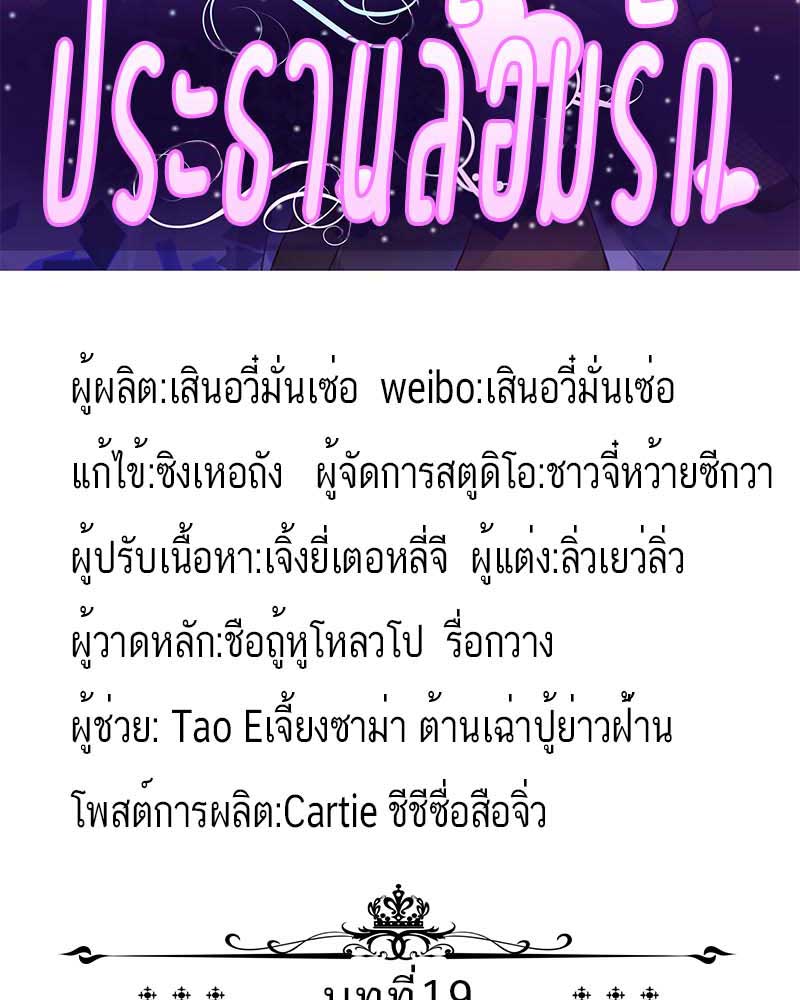 ประธานล้อมรัก
ผู้ผลิต:เสินอวี๋มั่นเซ่อ weibo:เสินอวี๋มั่นเซ่อ
แก้ไข้:ซิงเหอถัง ผู้จัดการสตูดิโอ:ชาวจี๋หว้ายซีกวา
ผู้ปรับเนื้อหา:เจิ้งยี่เตอหลี่จี ผู้แต่ง:ลิ่วเยว่ลิ่ว
ผู้วาดหลัก:ชือถู้หูโหลวโป รื่อกวาง
ผู้ช่วย: Tao Eเจี้ยงซาม่า ต้านเฉ่าปู้ย่าวฝ้าน
โพสต์การผลิต:Cartie ชีชีซื่อสือจิ่ว
บทที่19